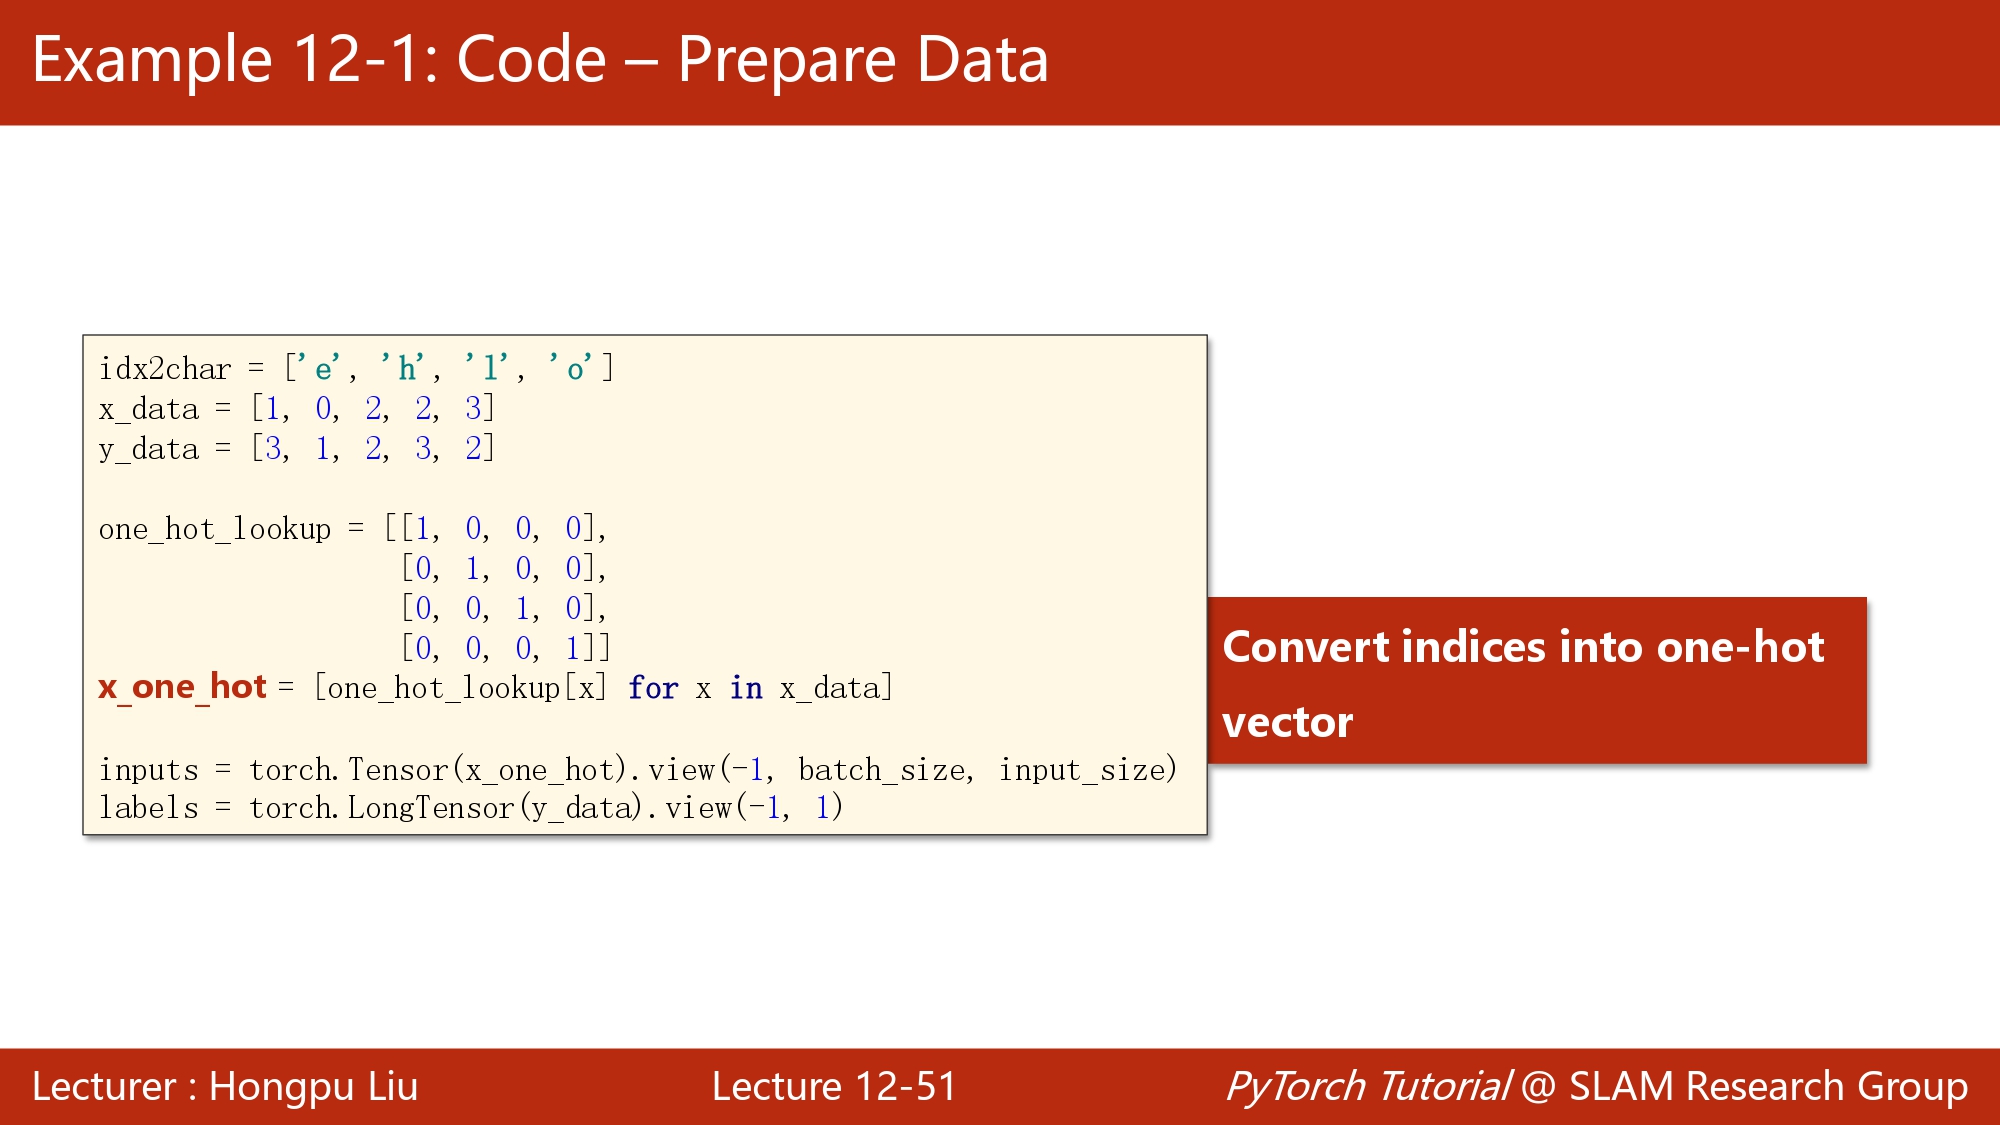 Example 12-1: Code – Prepare Data
idx2char = ['e', 'h', 'l', 'o']
x_data = [1, 0, 2, 2, 3]
y_data = [3, 1, 2, 3, 2]
one_hot_lookup = [[1, 0, 0, 0],
[0, 1, 0, 0],
[0, 0, 1, 0],
[0, 0, 0, 1]]
x_one_hot = [one_hot_lookup[x] for x in x_data]
inputs = torch.Tensor(x_one_hot).view(-1, batch_size, input_size)
labels = torch.LongTensor(y_data).view(-1, 1)
Convert indices into one-hot
vector
Lecturer : Hongpu Liu
Lecture 12-51
PyTorch Tutorial @ SLAM Research Group